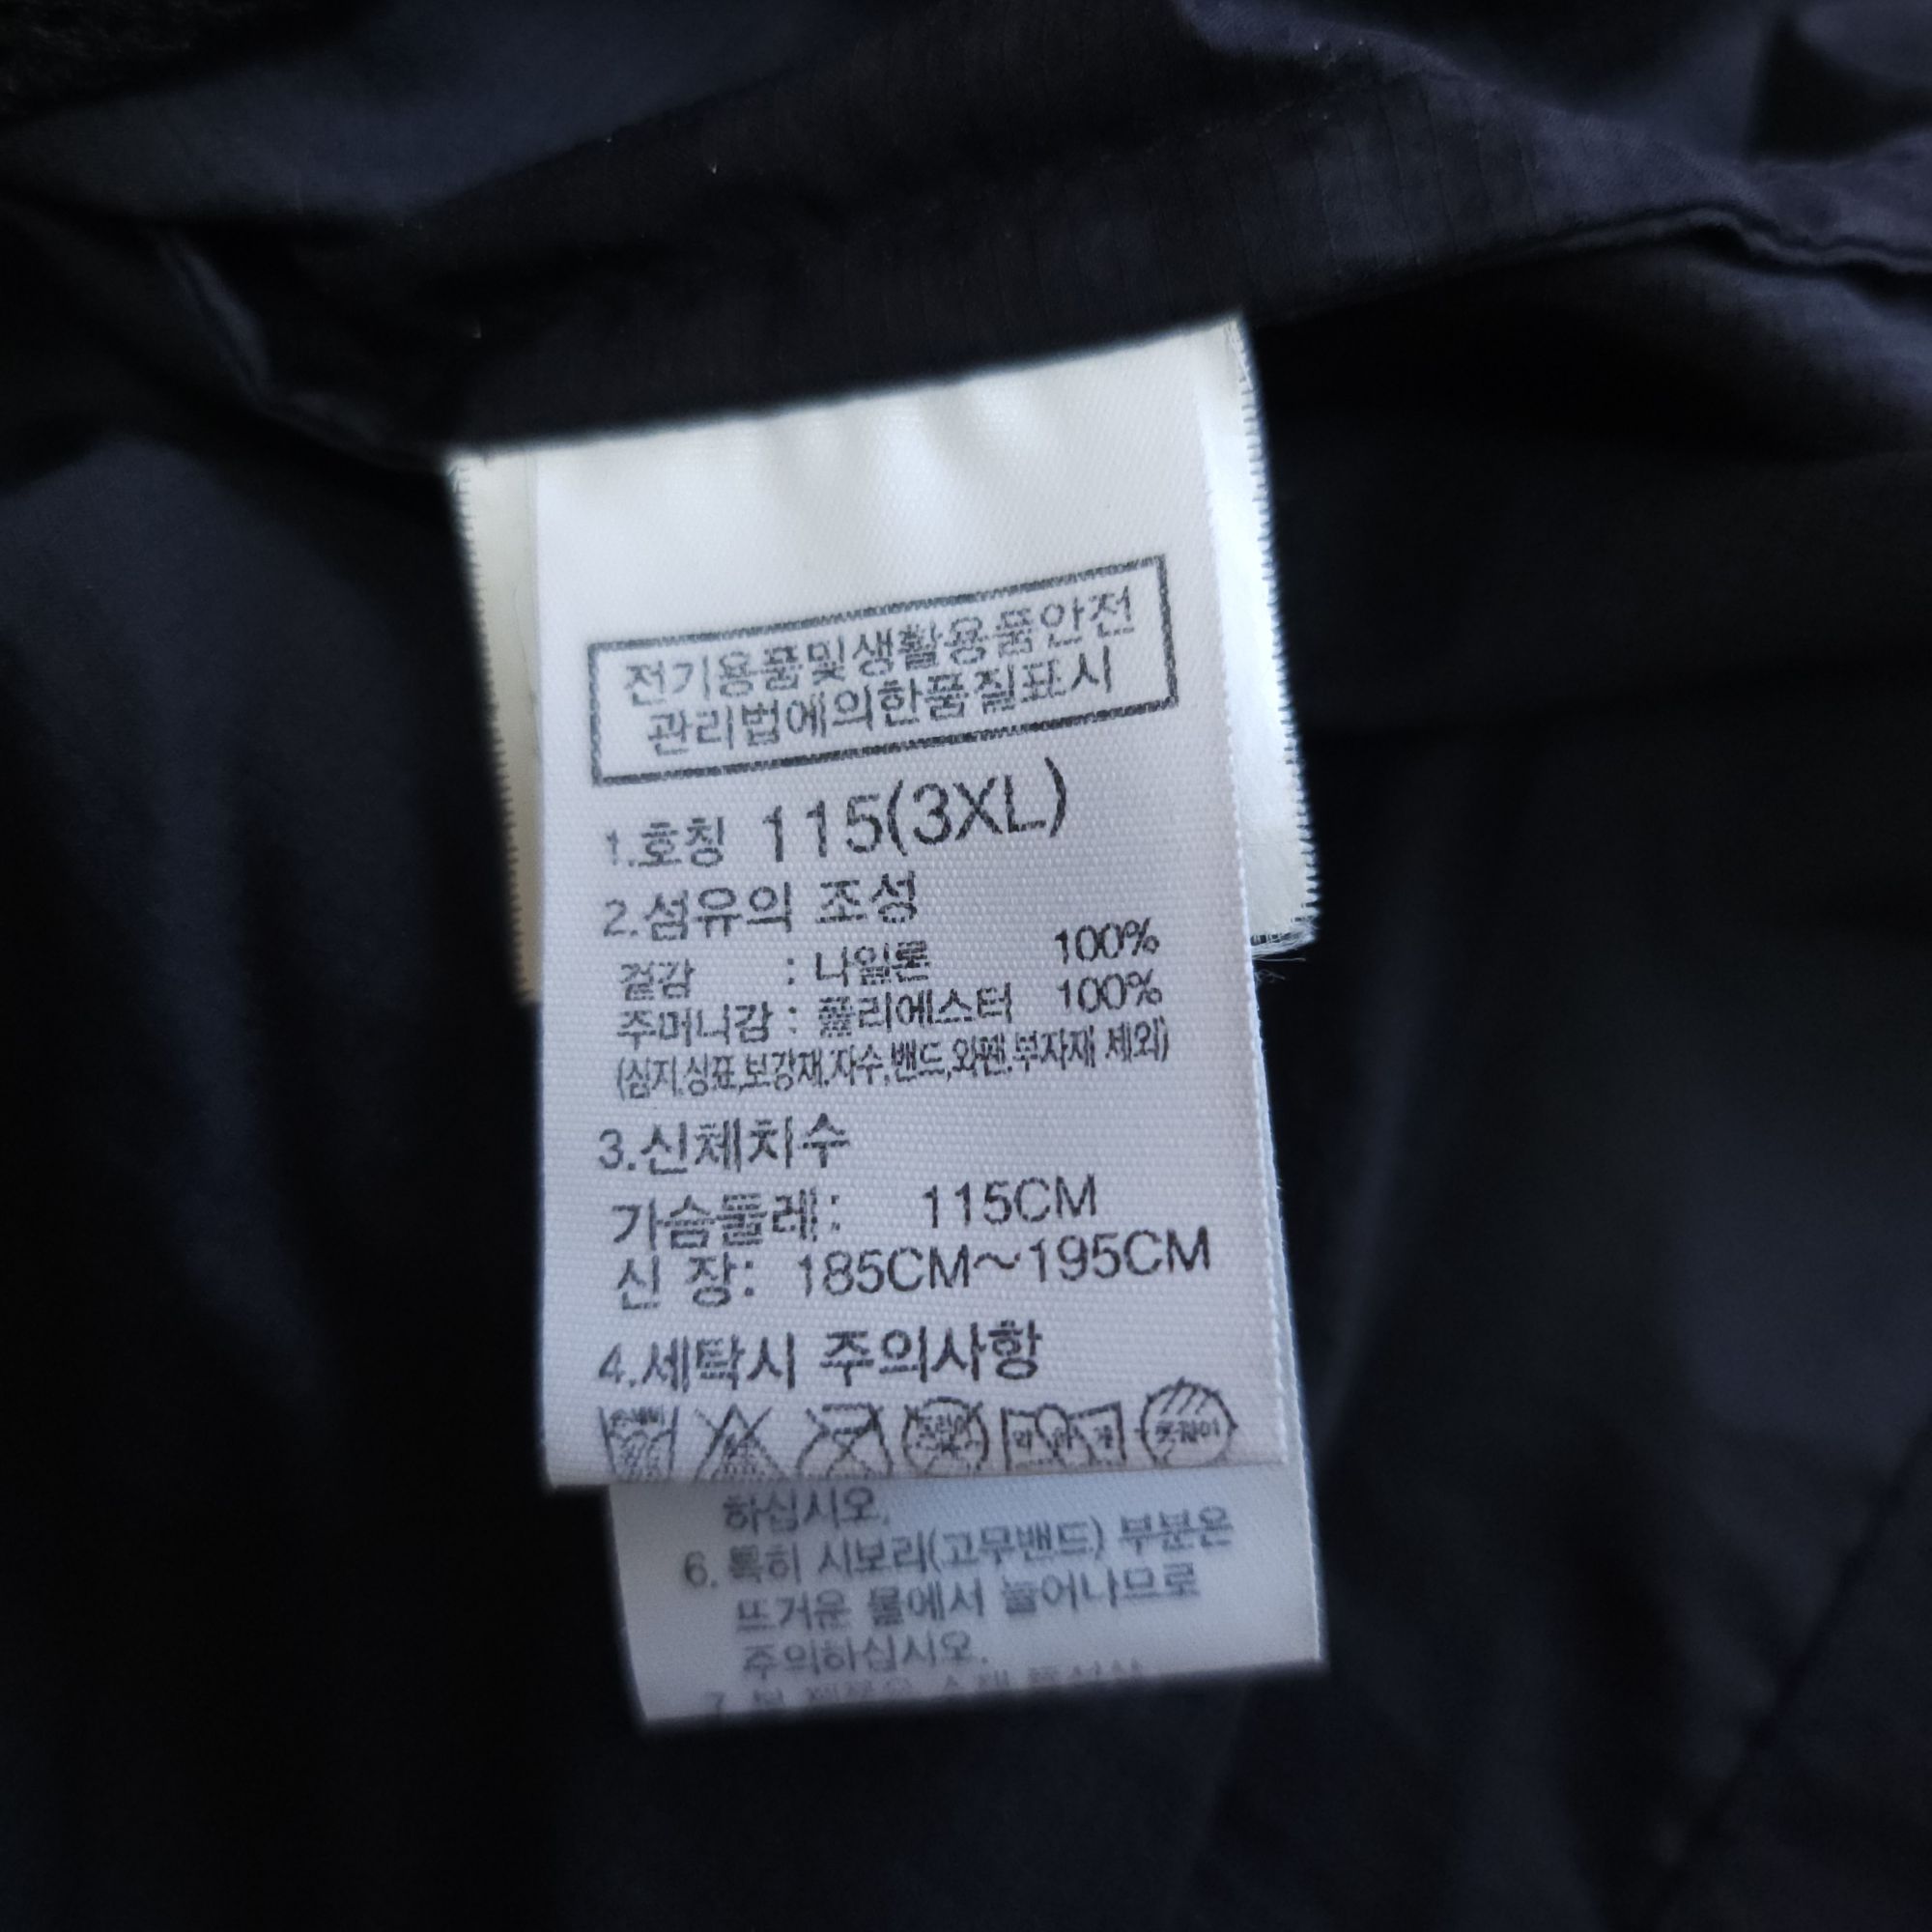 전기용품및생활용품안전
관리법에의한품질표시
1.호칭 115(3XL)
2.섬유의 조성
겉감 : 나일론 100%
주머니감 : 폴리에스터 100%
(심지,상표,보강재,자수,밴드,와펜,부자재 제외)
3.신체치수
가슴둘레: 115CM
신 장: 185CM~195CM
4.세탁시 주의사항
옷걸이
하십시오.
6. 특히 시보리(고무밴드) 부분은
뜨거운 물에서 늘어나므로
주의하십시오.